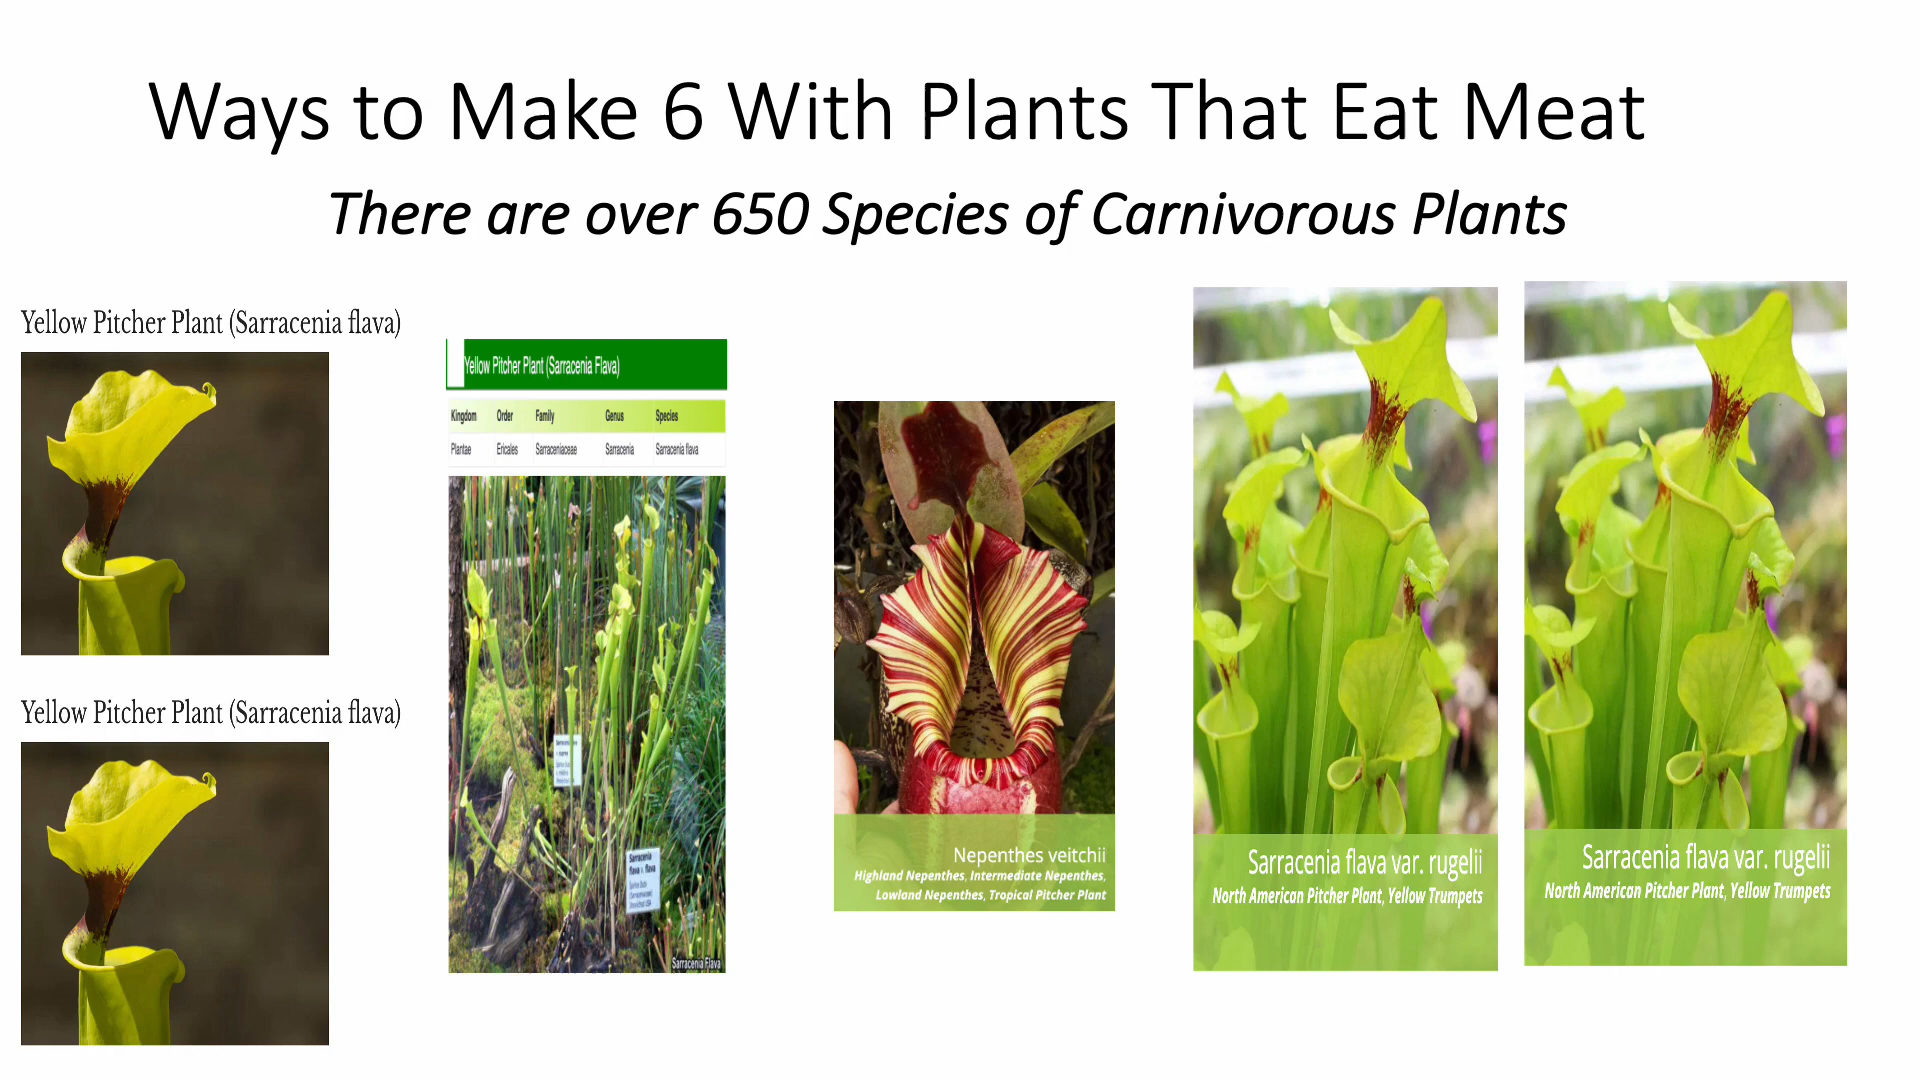 Ways to Make 6 With Plants That Eat Meat
There are over 650 Species of Carnivorous Plants
Yellow Pitcher Plant (Sarracenia flava)
Yellow Pitcher Plant (Sarracenia flava)
Yellow Pitcher Plant (Sarracenia Flava)
Kingdom Order Family Genus Species
Plantae Ericales Sarraceniaceae Sarracenia Sarracenia flava
Sarracenia
flava v. flava
Sarracenia Flava
Nepenthes veitchii
Highland Nepenthes, Intermediate Nepenthes,
Lowland Nepenthes, Tropical Pitcher Plant
Sarracenia flava var. rugelii
North American Pitcher Plant, Yellow Trumpets
Sarracenia flava var. rugelii
North American Pitcher Plant, Yellow Trumpets